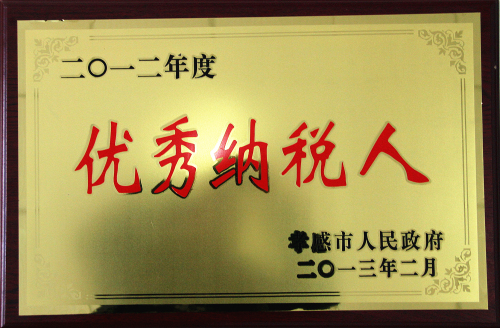 二〇一二年度
优秀纳税人
孝感市人民政府
二〇一三年二月